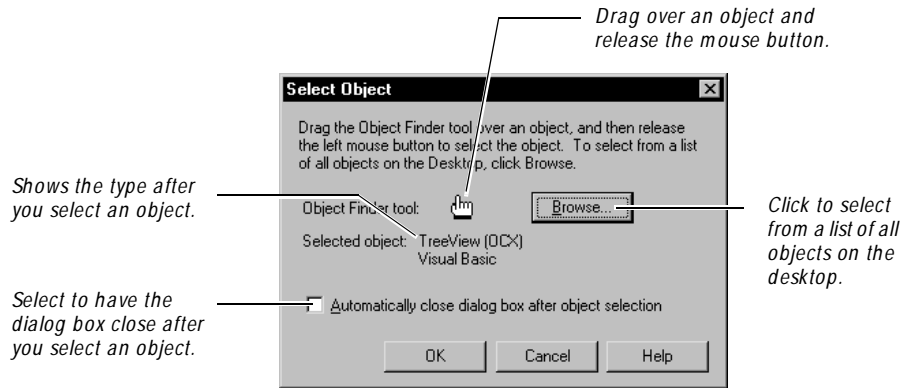 Drag over an object and
release the mouse button.
Select Object
Drag the Object Finder tool over an object, and then release
the left mouse button to select the object. To select from a list
of all objects on the Desktop, click Browse.
Shows the type after
you select an object.
Object Finder tool:
Browse...
Click to select
from a list of all
objects on the
desktop.
Selected object: TreeView (OCX)
Visual Basic
Select to have the
dialog box close after
you select an object.
Automatically close dialog box after object selection
OK
Cancel
Help